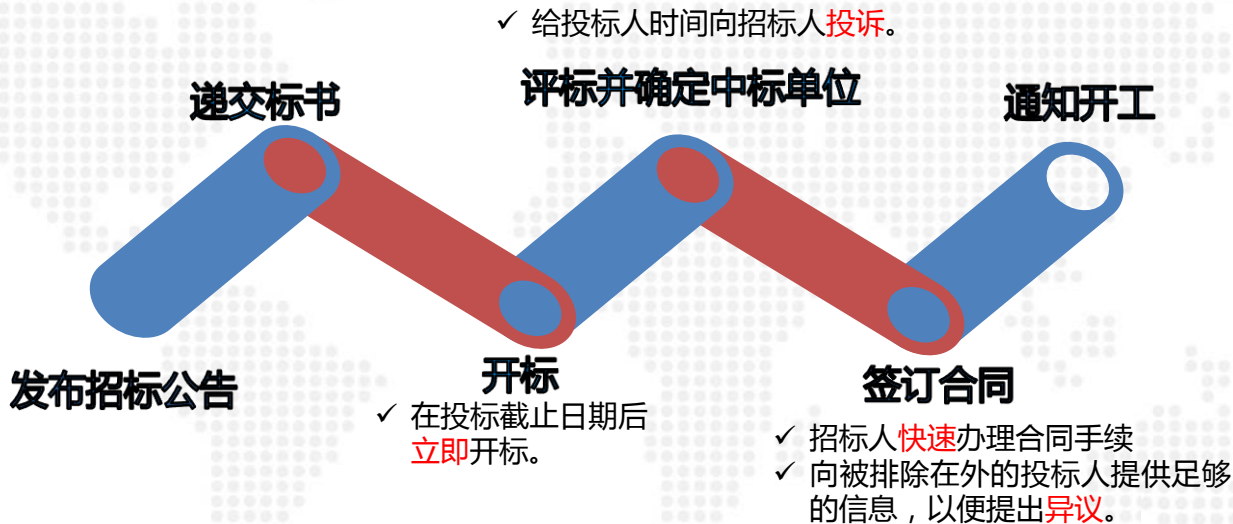 ✓ 给投标人时间向招标人投诉。
递交标书
评标并确定中标单位
通知开工
发布招标公告
开标
✓ 在投标截止日期后
立即开标。
签订合同
✓ 招标人快速办理合同手续
✓ 向被排除在外的投标人提供足够
的信息，以便提出异议。